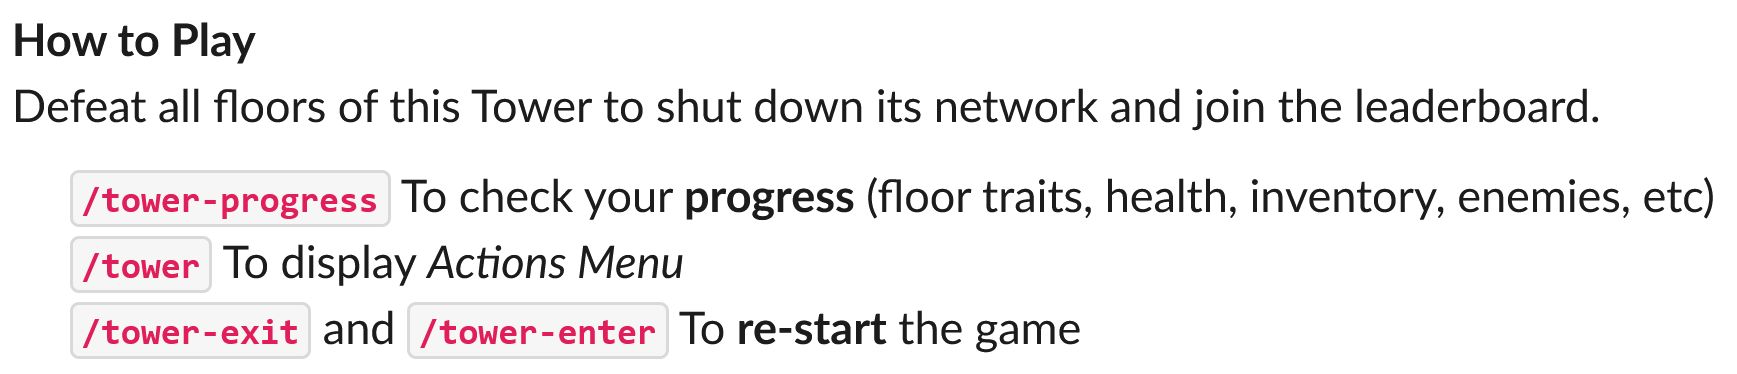 How to Play
Defeat all floors of this Tower to shut down its network and join the leaderboard.
/tower-progress To check your progress (floor traits, health, inventory, enemies, etc)
/tower To display Actions Menu
/tower-exit and /tower-enter To re-start the game